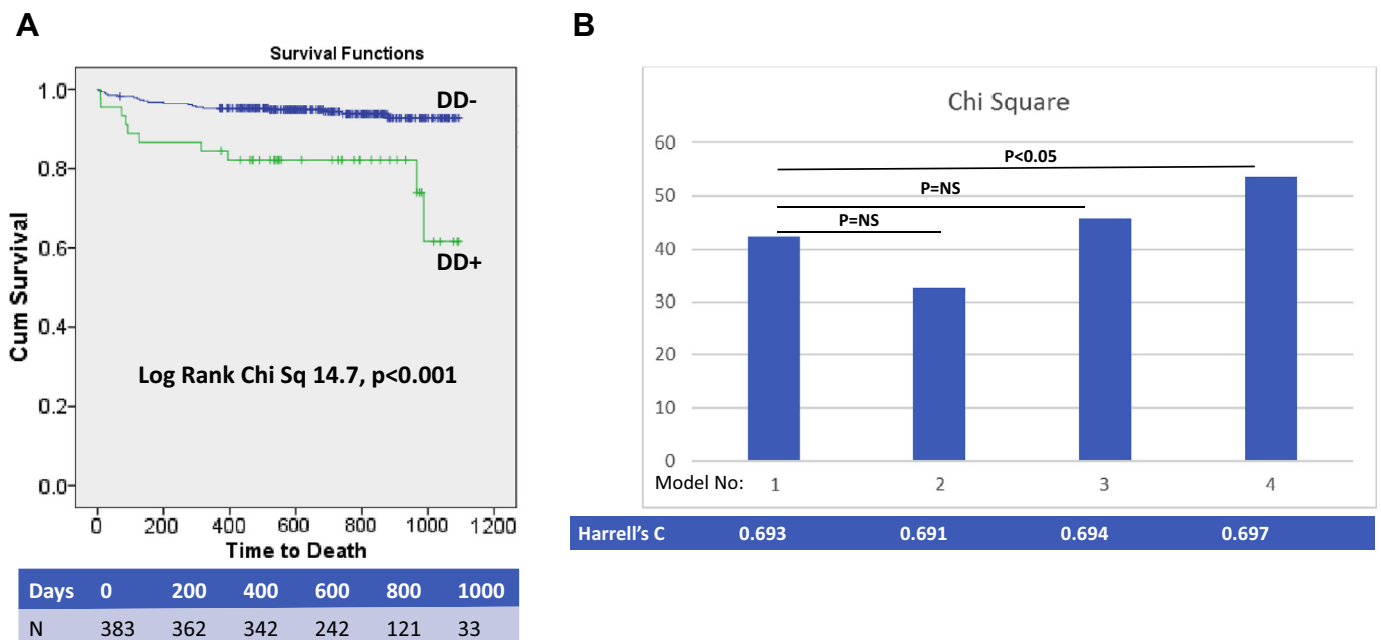 A
Survival Functions
1.0
0.8
0.6
0.4
0.2
0.0
Cum Survival
DD-
DD+
Log Rank Chi Sq 14.7, p<0.001
0 200 400 600 800 1000 1200
Time to Death
Days 0 200 400 600 800 1000
N 383 362 342 242 121 33
B
Chi Square
60
50
40
30
20
10
0
P<0.05
P=NS
P=NS
Model No: 1 2 3 4
Harrell's C 0.693 0.691 0.694 0.697